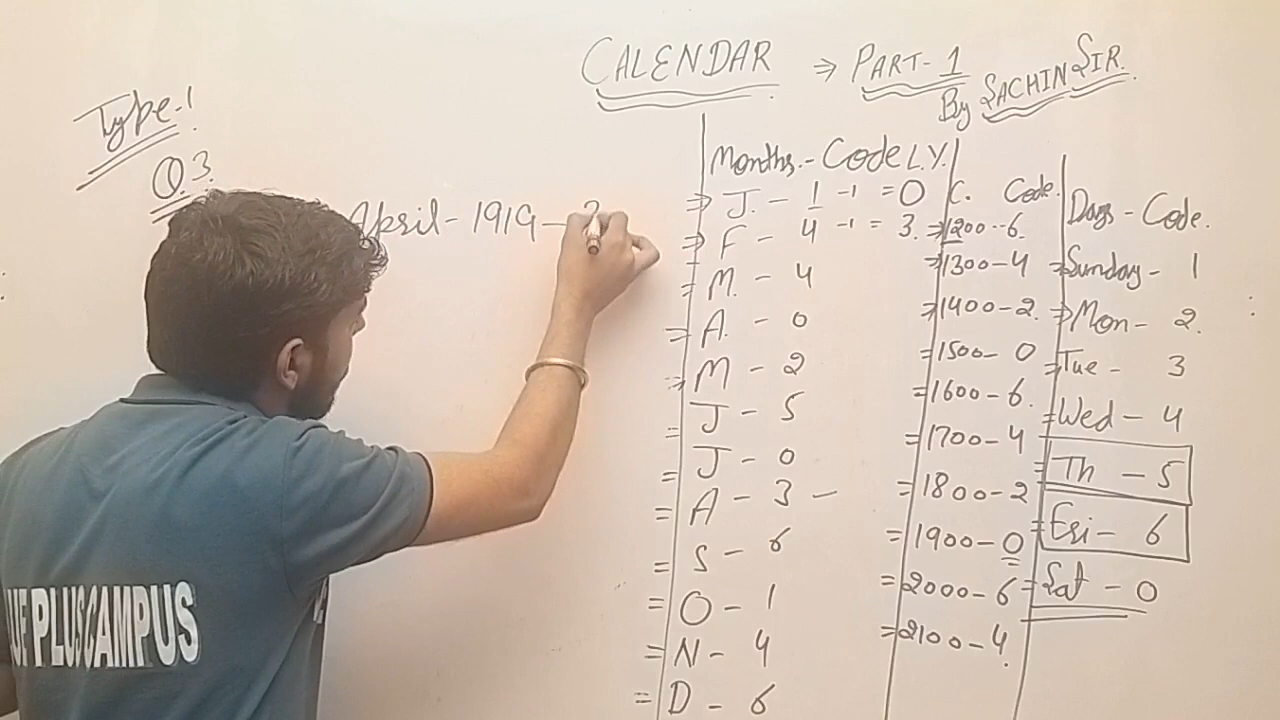 CALENDAR ⇒ PART-1
By SACHIN SIR.
Type-1
Q.3.
April - 1919 - ?
Months.- Code L.Y.
⇒ J. - 1 -1 = 0
⇒ F - 4 -1 = 3.
= M. - 4
⇒ A. - 0
⇒ M - 2
= J - 5
= J - 0
= A - 3 -
= S - 6
= O - 1
= N - 4
= D - 6
C. Code.
⇒ 1200 - 6.
⇒ 1300 - 4
⇒ 1400 - 2.
= 1500 - 0
= 1600 - 6.
= 1700 - 4
= 1800 - 2
= 1900 - 0
= 2000 - 6
= 2100 - 4.
Days - Code.
⇒ Sunday - 1
⇒ Mon - 2.
⇒ Tue - 3
= Wed - 4
= Th - 5
= Fri - 6
= Sat - 0
UF PLUS CAMPUS